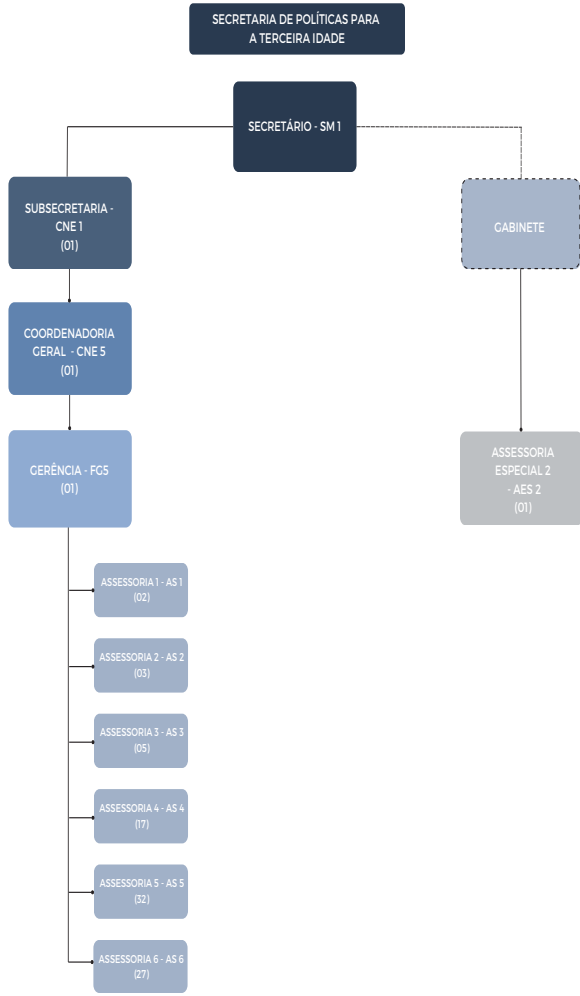 SECRETARIA DE POLÍTICAS PARA
A TERCEIRA IDADE
SECRETÁRIO - SM 1
SUBSECRETARIA -
CNE 1
(01)
GABINETE
COORDENADORIA
GERAL - CNE 5
(01)
GERÊNCIA - FG5
(01)
ASSESSORIA
ESPECIAL 2
- AES 2
(01)
ASSESSORIA 1 - AS 1
(02)
ASSESSORIA 2 - AS 2
(03)
ASSESSORIA 3 - AS 3
(05)
ASSESSORIA 4 - AS 4
(17)
ASSESSORIA 5 - AS 5
(32)
ASSESSORIA 6 - AS 6
(27)